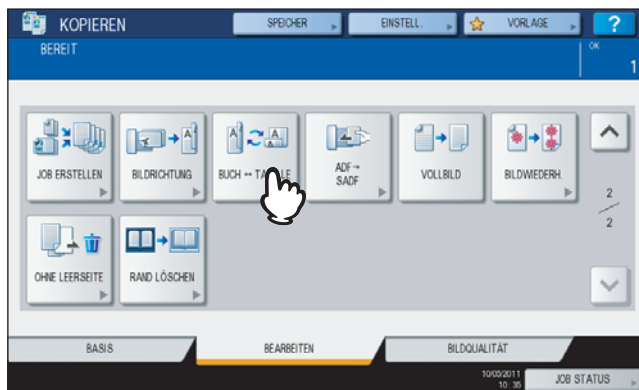 KOPIEREN
SPEICHER
EINSTELL.
VORLAGE
?
BEREIT
OK
1
JOB ERSTELLEN
BILDRICHTUNG
BUCH ↔ TA LE
ADF→
SADF
VOLLBILD
BILDWIEDERH.
2
2
OHNE LEERSEITE
RAND LÖSCHEN
BASIS
BEARBEITEN
BILDQUALITÄT
10/05/2011
10: 35
JOB STATUS